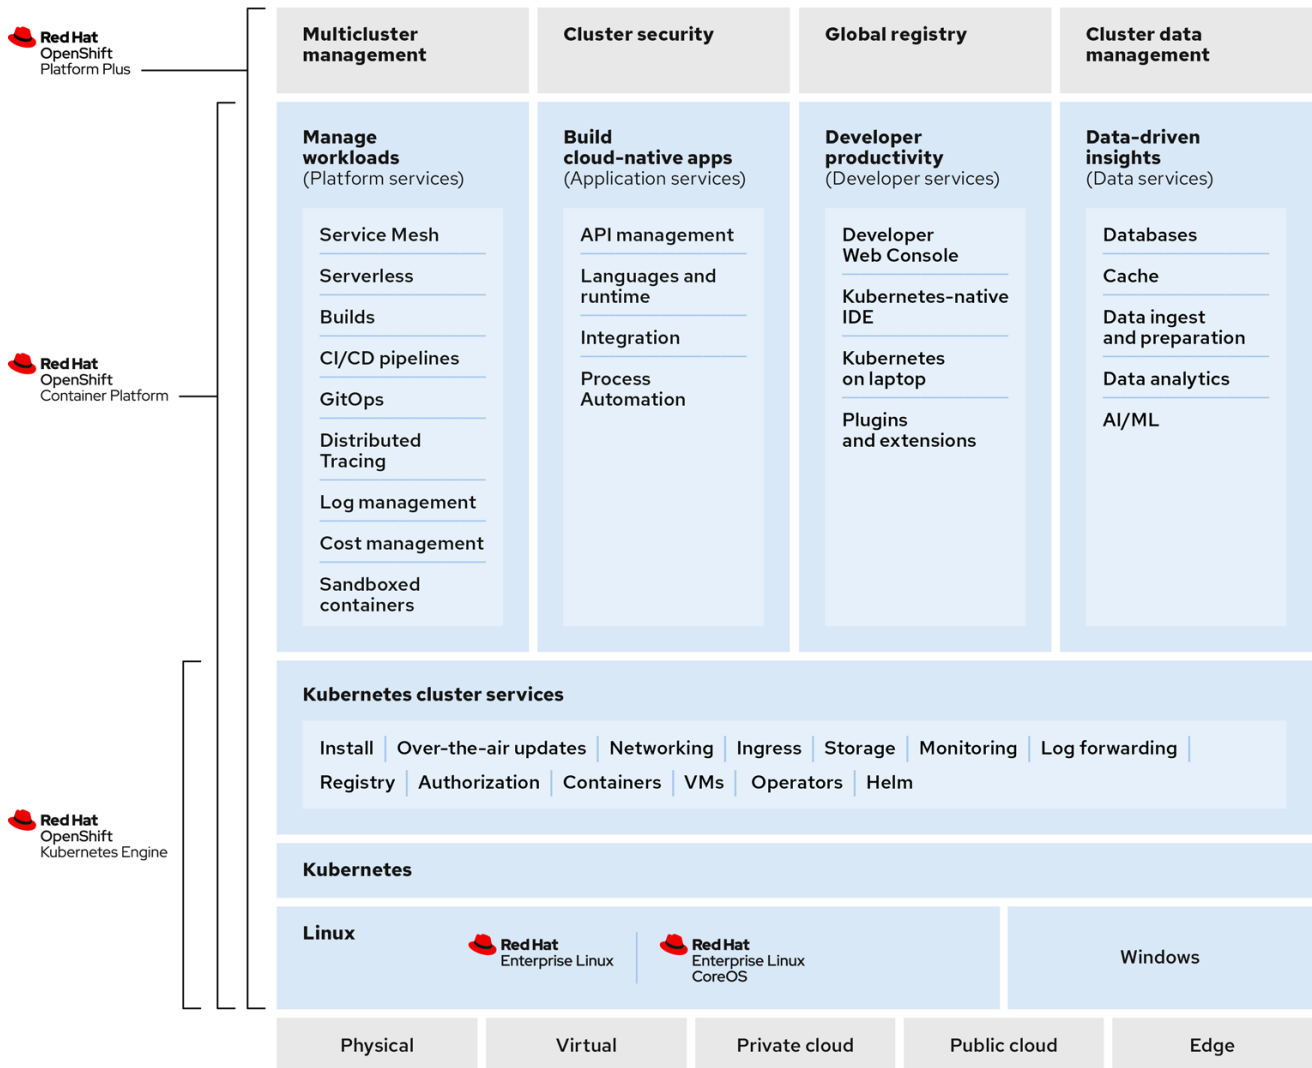 Red Hat
OpenShift
Platform Plus
Multicluster
management
Cluster security
Global registry
Cluster data
management
Red Hat
OpenShift
Container Platform
Manage
workloads
(Platform services)
Service Mesh
Serverless
Builds
CI/CD pipelines
GitOps
Distributed
Tracing
Log management
Cost management
Sandboxed
containers
Build
cloud-native apps
(Application services)
API management
Languages and
runtime
Integration
Process
Automation
Developer
productivity
(Developer services)
Developer
Web Console
Kubernetes-native
IDE
Kubernetes
on laptop
Plugins
and extensions
Data-driven
insights
(Data services)
Databases
Cache
Data ingest
and preparation
Data analytics
AI/ML
Red Hat
OpenShift
Kubernetes Engine
Kubernetes cluster services
Install | Over-the-air updates | Networking | Ingress | Storage | Monitoring | Log forwarding |
Registry | Authorization | Containers | VMs | Operators | Helm
Kubernetes
Linux
Red Hat
Enterprise Linux
Red Hat
Enterprise Linux
CoreOS
Windows
Physical
Virtual
Private cloud
Public cloud
Edge